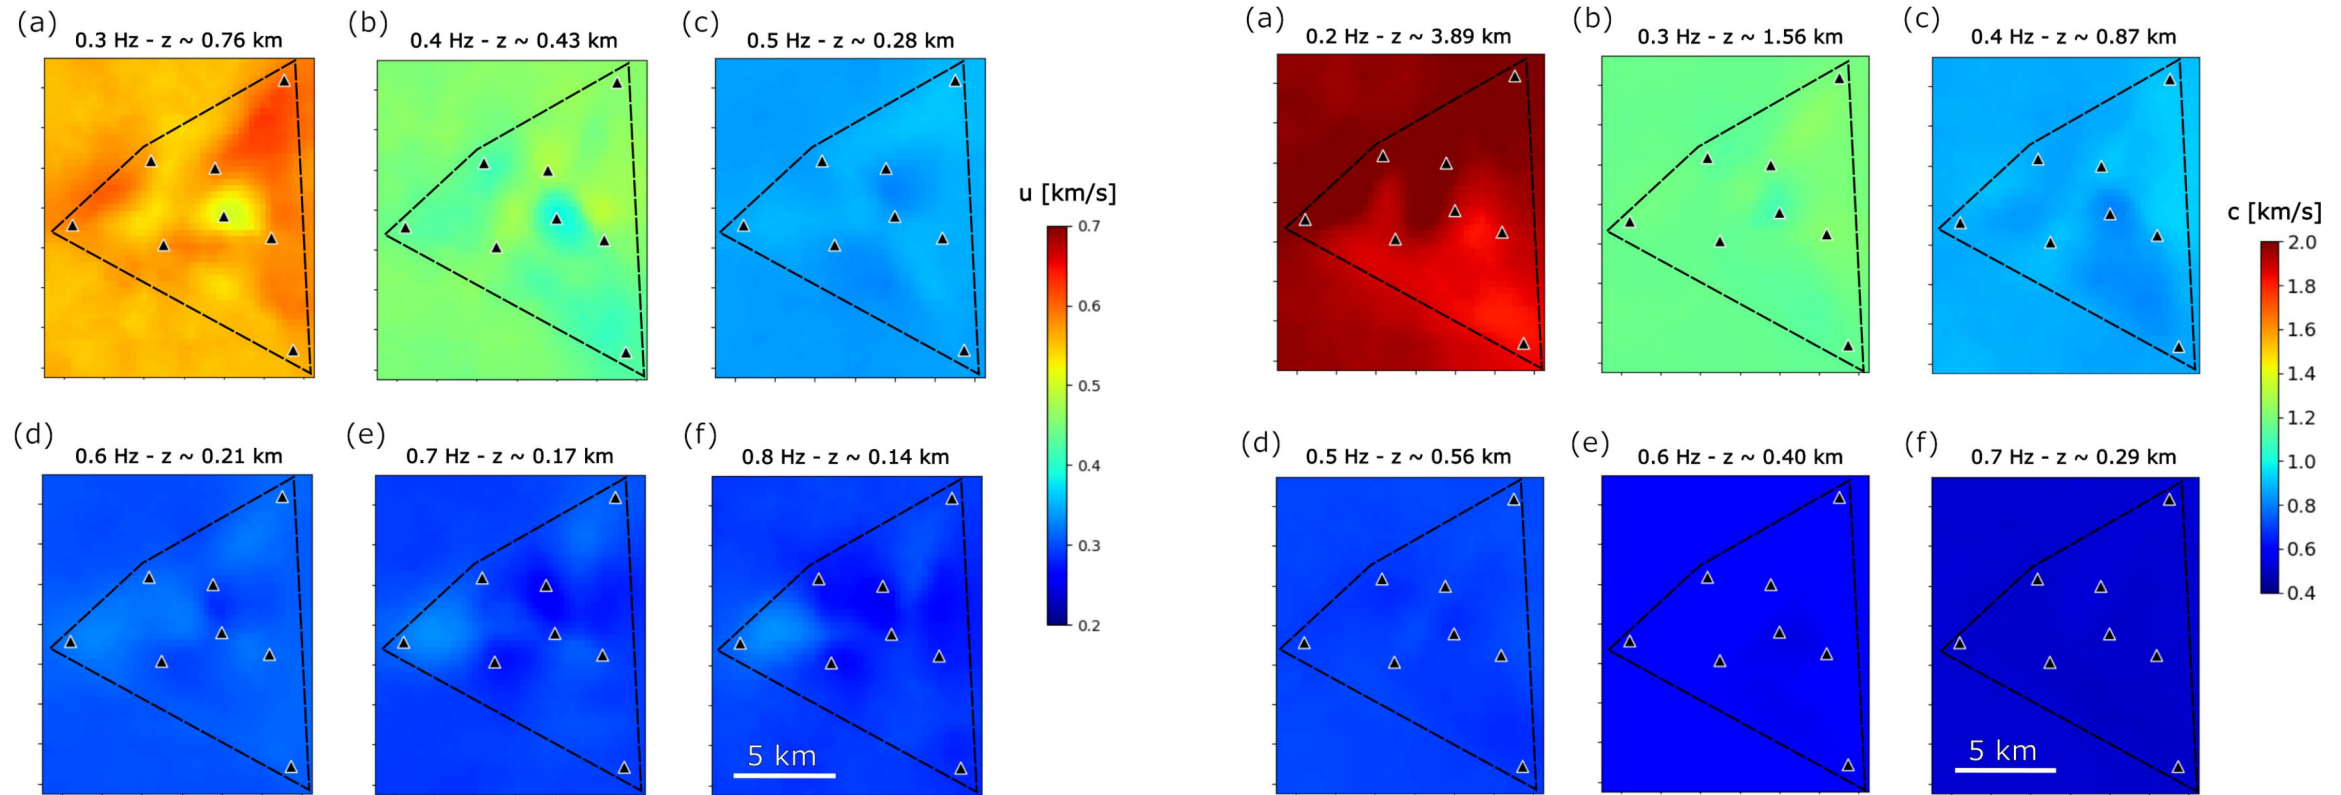 (a)
0.3 Hz - z ~ 0.76 km
(b)
0.4 Hz - z ~ 0.43 km
(c)
0.5 Hz - z ~ 0.28 km
u [km/s]
0.7
0.6
0.5
0.4
0.3
0.2
(d)
0.6 Hz - z ~ 0.21 km
(e)
0.7 Hz - z ~ 0.17 km
(f)
0.8 Hz - z ~ 0.14 km
5 km
(a)
0.2 Hz - z ~ 3.89 km
(b)
0.3 Hz - z ~ 1.56 km
(c)
0.4 Hz - z ~ 0.87 km
c [km/s]
2.0
1.8
1.6
1.4
1.2
1.0
0.8
0.6
0.4
(d)
0.5 Hz - z ~ 0.56 km
(e)
0.6 Hz - z ~ 0.40 km
(f)
0.7 Hz - z ~ 0.29 km
5 km